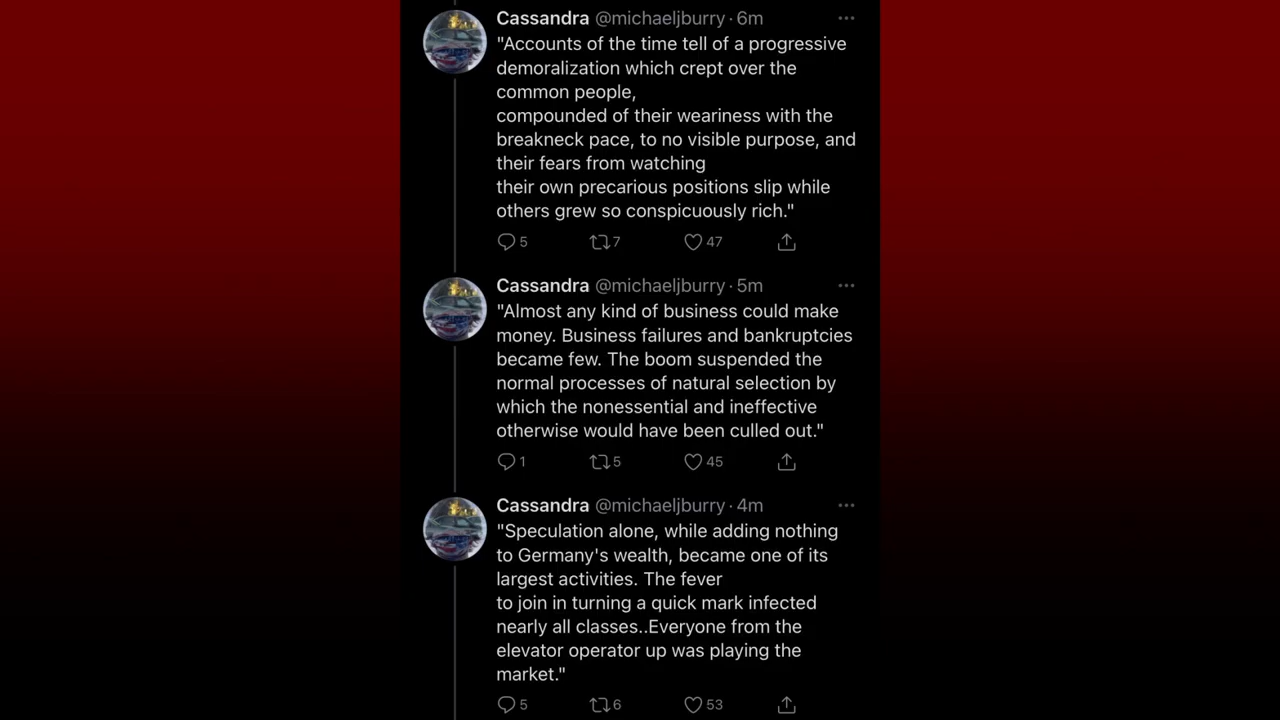 Cassandra @michaeljburry · 6m
"Accounts of the time tell of a progressive
demoralization which crept over the
common people,
compounded of their weariness with the
breakneck pace, to no visible purpose, and
their fears from watching
their own precarious positions slip while
others grew so conspicuously rich."
5 7 47
Cassandra @michaeljburry · 5m
"Almost any kind of business could make
money. Business failures and bankruptcies
became few. The boom suspended the
normal processes of natural selection by
which the nonessential and ineffective
otherwise would have been culled out."
1 5 45
Cassandra @michaeljburry · 4m
"Speculation alone, while adding nothing
to Germany's wealth, became one of its
largest activities. The fever
to join in turning a quick mark infected
nearly all classes..Everyone from the
elevator operator up was playing the
market."
5 6 53